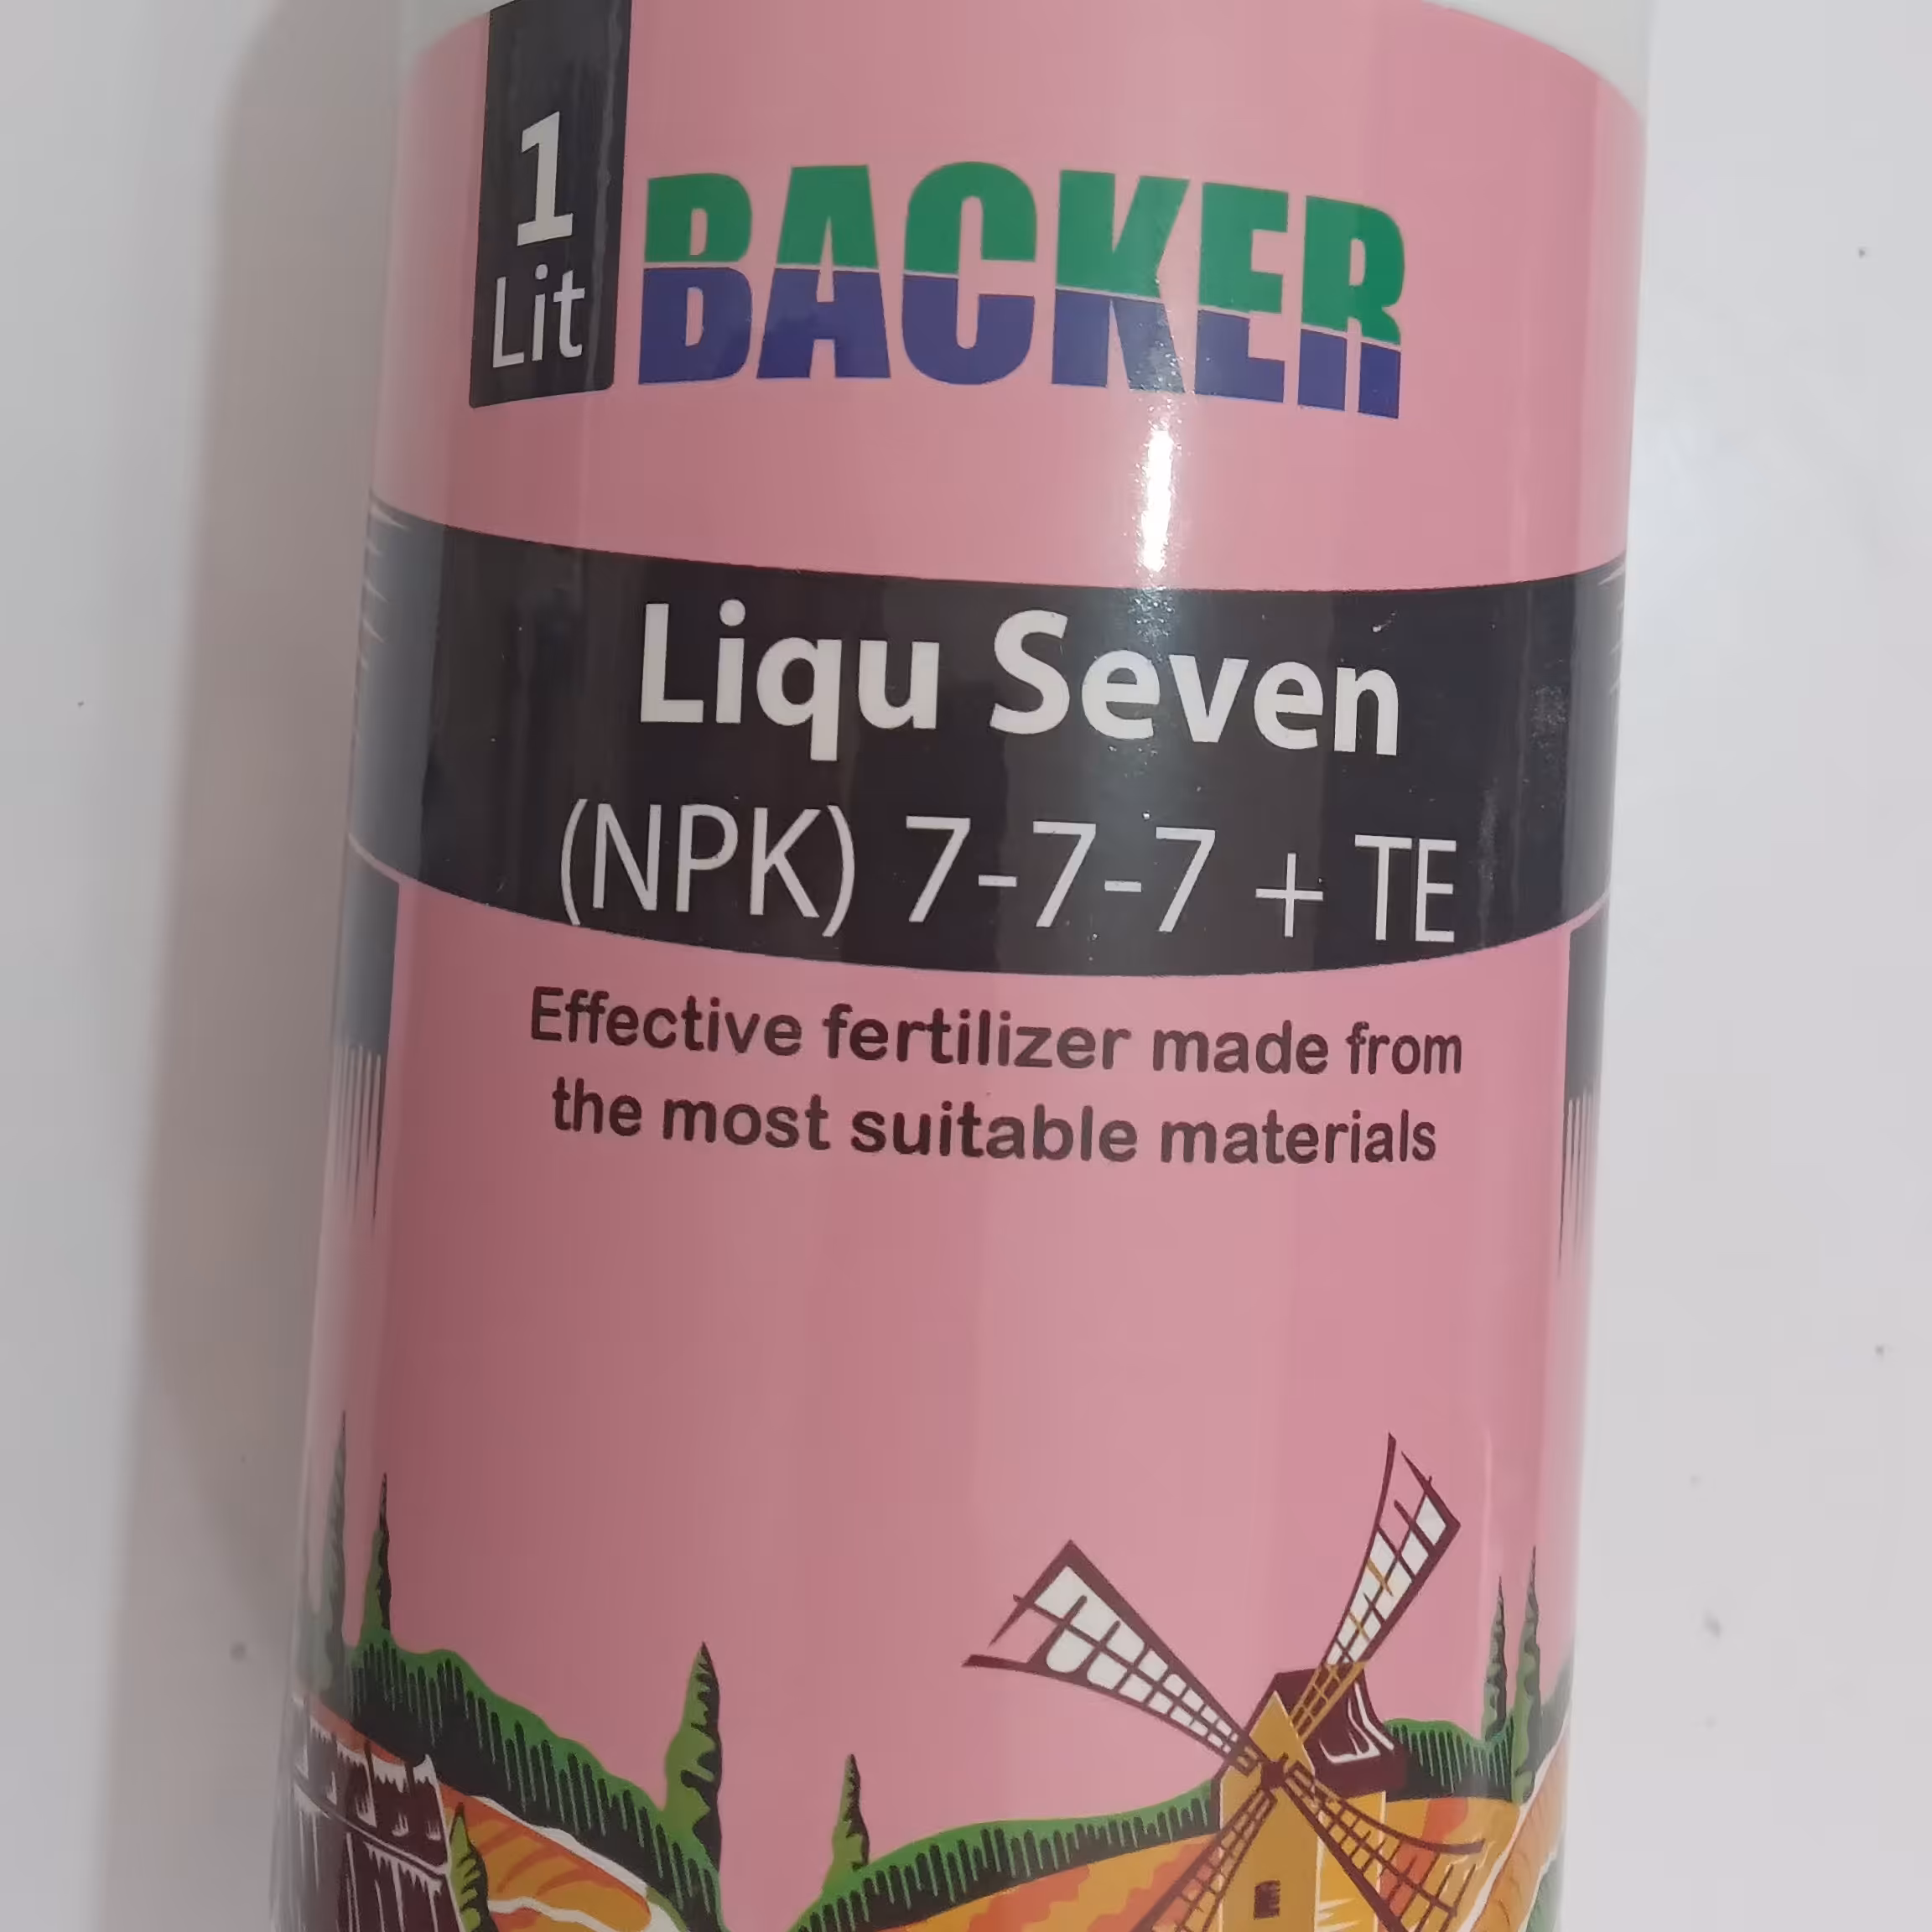 1
Lit
BACKER
Liqu Seven
(NPK) 7-7-7 + TE
Effective fertilizer made from
the most suitable materials